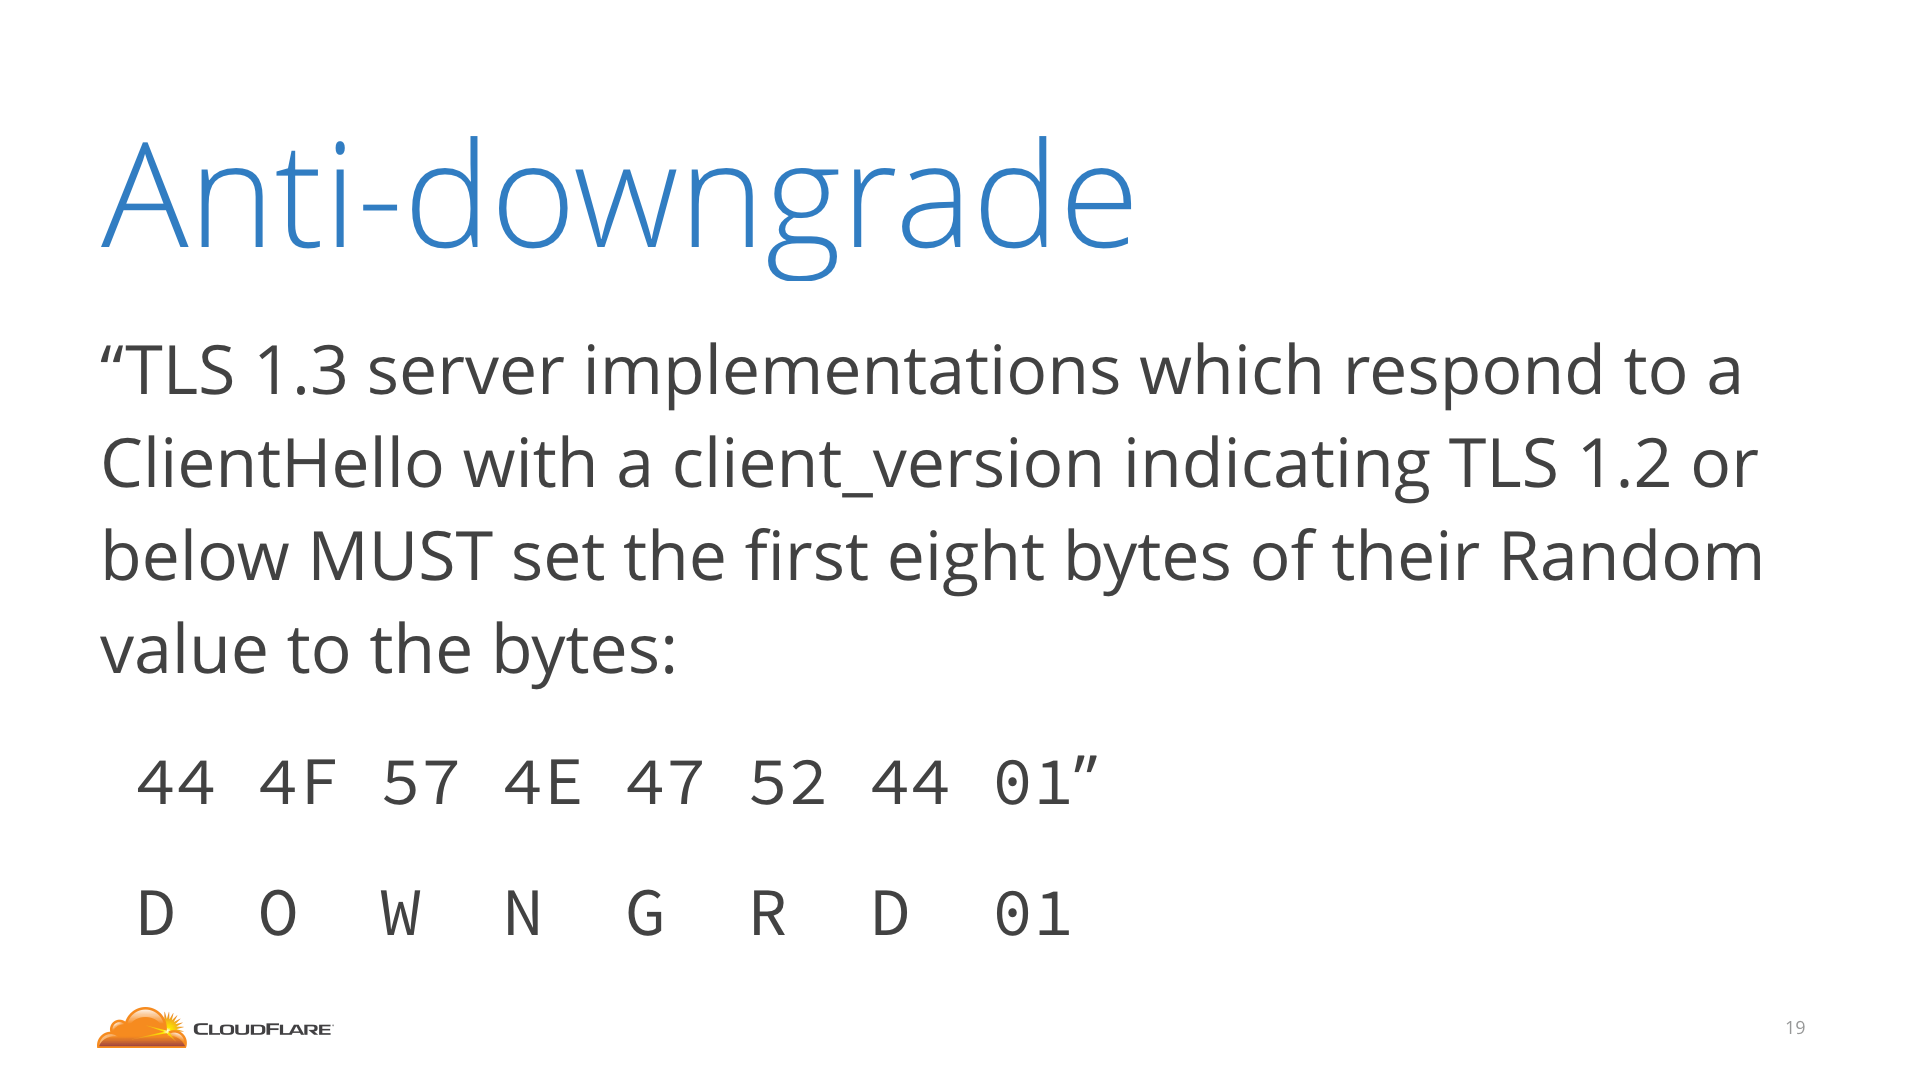 Anti-downgrade
“TLS 1.3 server implementations which respond to a
ClientHello with a client_version indicating TLS 1.2 or
below MUST set the first eight bytes of their Random
value to the bytes:
44 4F 57 4E 47 52 44 01”
D O W N G R D 01
CLOUDFLARE
19